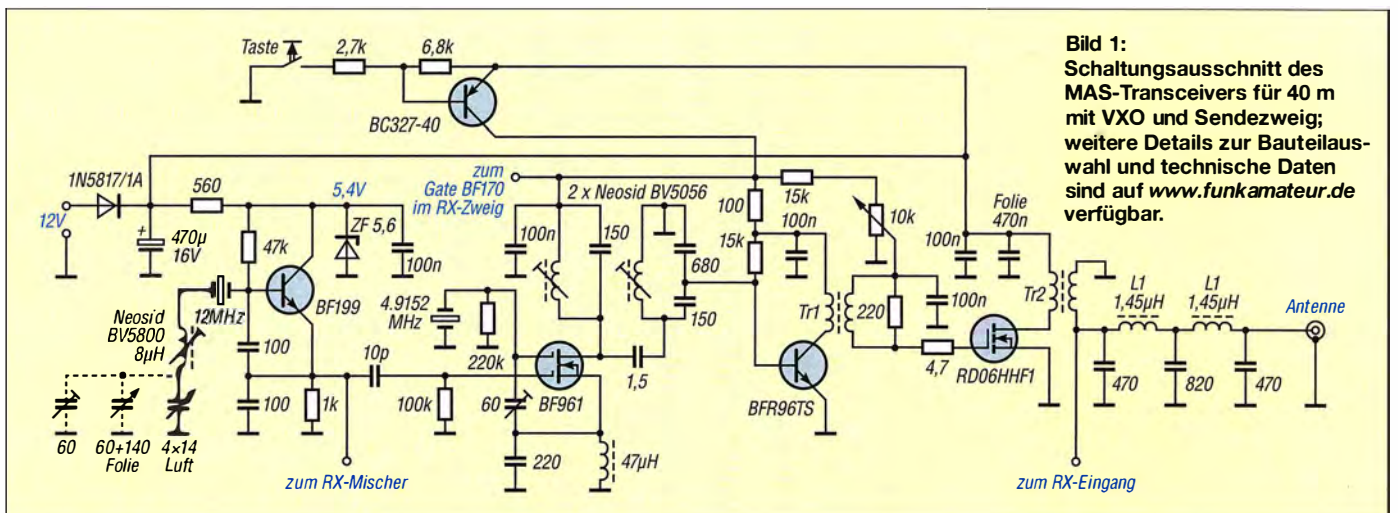 Taste
2,7k
6,8k
BC327-40
Bild 1:
Schaltungsausschnitt des
MAS-Transceivers für 40 m
mit VXO und Sendezweig;
weitere Details zur Bauteilaus-
wahl und technische Daten
sind auf www.funkamateur.de
verfügbar.
1N5817/1A
12V
560
5,4V
470µ
16V
47k
ZF 5,6
100n
BF199
Neosid
BV5800
8µH
12MHz
60
60+140
Folie
4×14
Luft
100
100
1k
10p
zum RX-Mischer
zum
Gate BF170
im RX-Zweig
2 x Neosid BV5056
100n
150
680
150
4.9152
MHz
220k
BF961
1,5
100k
60
220
47µH
100
15k
15k
100n
10k
Tr1
220
100n
BFR96TS
4,7
RD06HHF1
100n
Folie
470n
Tr2
L1
1,45µH
L1
1,45µH
Antenne
470
820
470
zum RX-Eingang